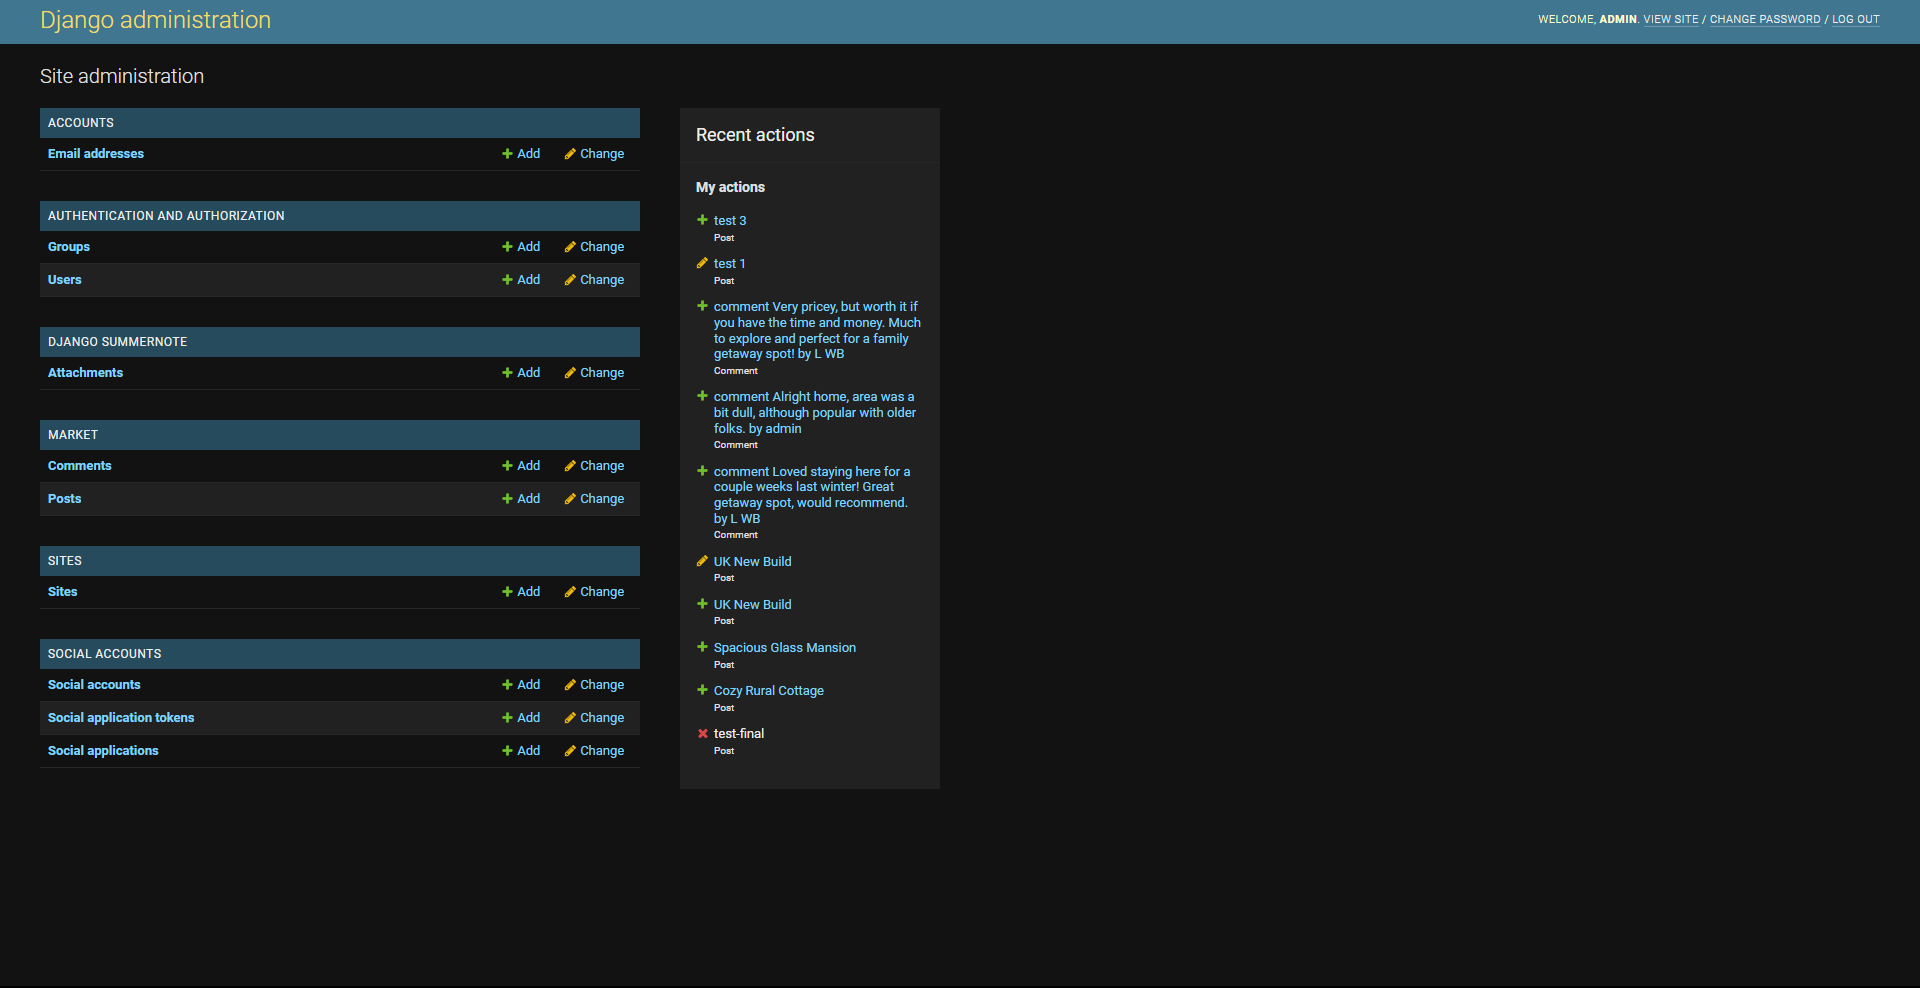 Django administration
WELCOME, ADMIN. VIEW SITE / CHANGE PASSWORD / LOG OUT
Site administration
ACCOUNTS
Email addresses Add Change
AUTHENTICATION AND AUTHORIZATION
Groups Add Change
Users Add Change
DJANGO SUMMERNOTE
Attachments Add Change
MARKET
Comments Add Change
Posts Add Change
SITES
Sites Add Change
SOCIAL ACCOUNTS
Social accounts Add Change
Social application tokens Add Change
Social applications Add Change
Recent actions
My actions
test 3
Post
test 1
Post
comment Very pricey, but worth it if
you have the time and money. Much
to explore and perfect for a family
getaway spot! by L WB
Comment
comment Alright home, area was a
bit dull, although popular with older
folks. by admin
Comment
comment Loved staying here for a
couple weeks last winter! Great
getaway spot, would recommend.
by L WB
Comment
UK New Build
Post
UK New Build
Post
Spacious Glass Mansion
Post
Cozy Rural Cottage
Post
test-final
Post